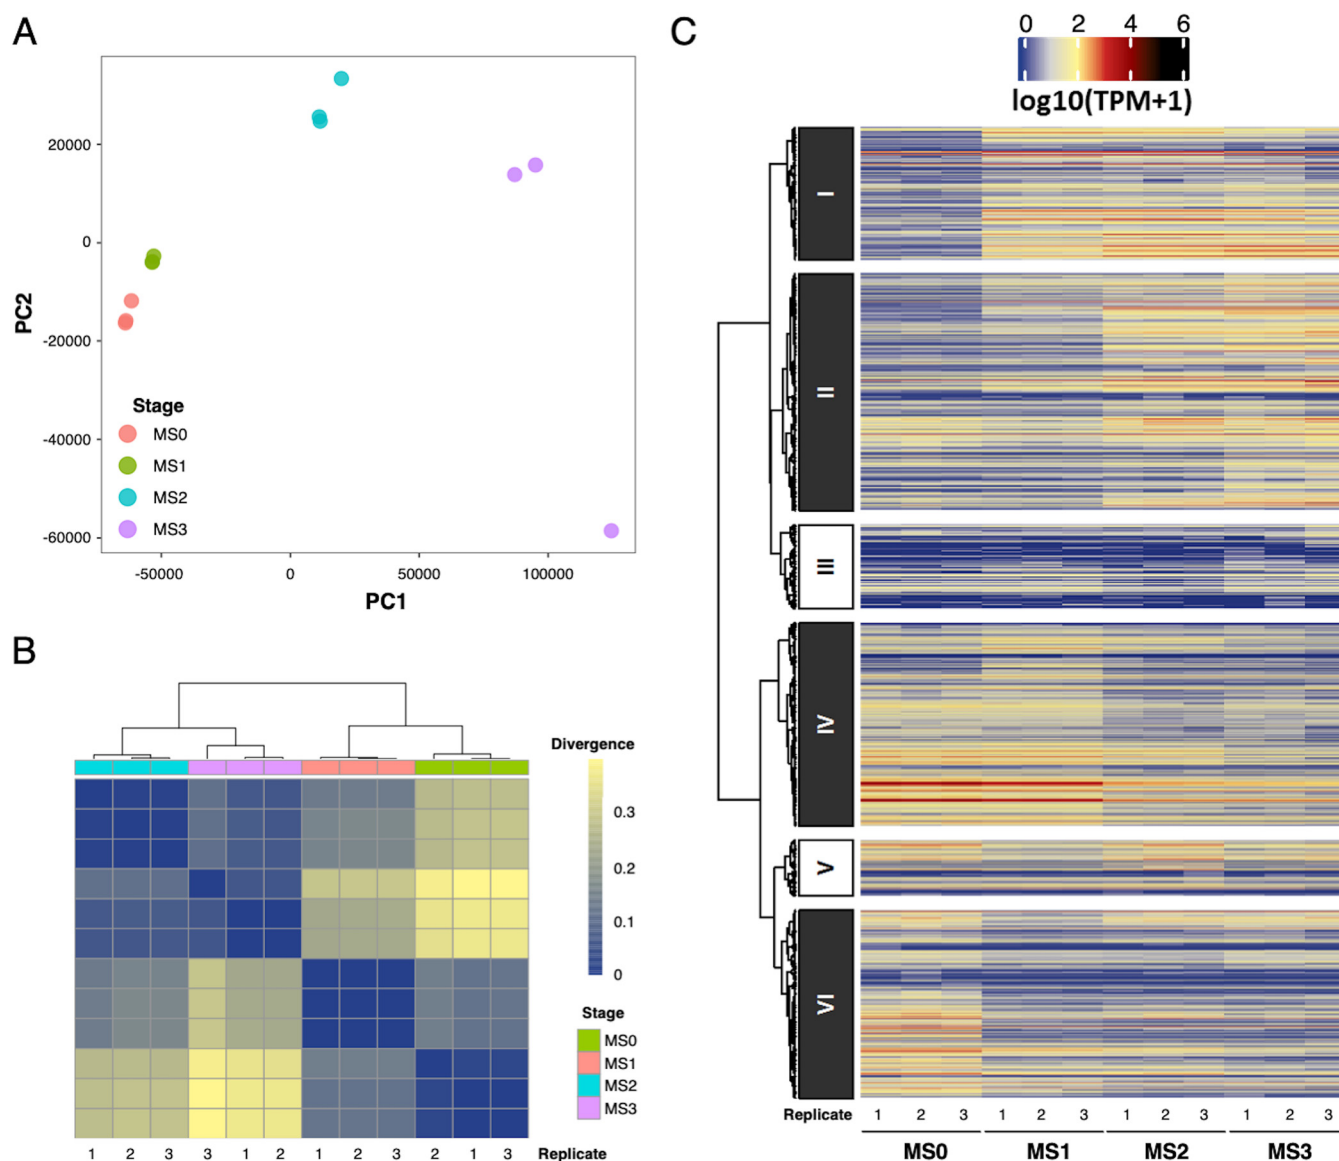 A
20000
0
-20000
-40000
-60000
PC2
Stage
MS0
MS1
MS2
MS3
-50000 0 50000 100000
PC1
B
Divergence
0.3
0.2
0.1
0
Stage
MS0
MS1
MS2
MS3
1 2 3 3 1 2 1 2 3 2 1 3 Replicate
C
0 2 4 6
log10(TPM+1)
I
II
III
IV
V
VI
Replicate 1 2 3 1 2 3 1 2 3 1 2 3
MS0 MS1 MS2 MS3